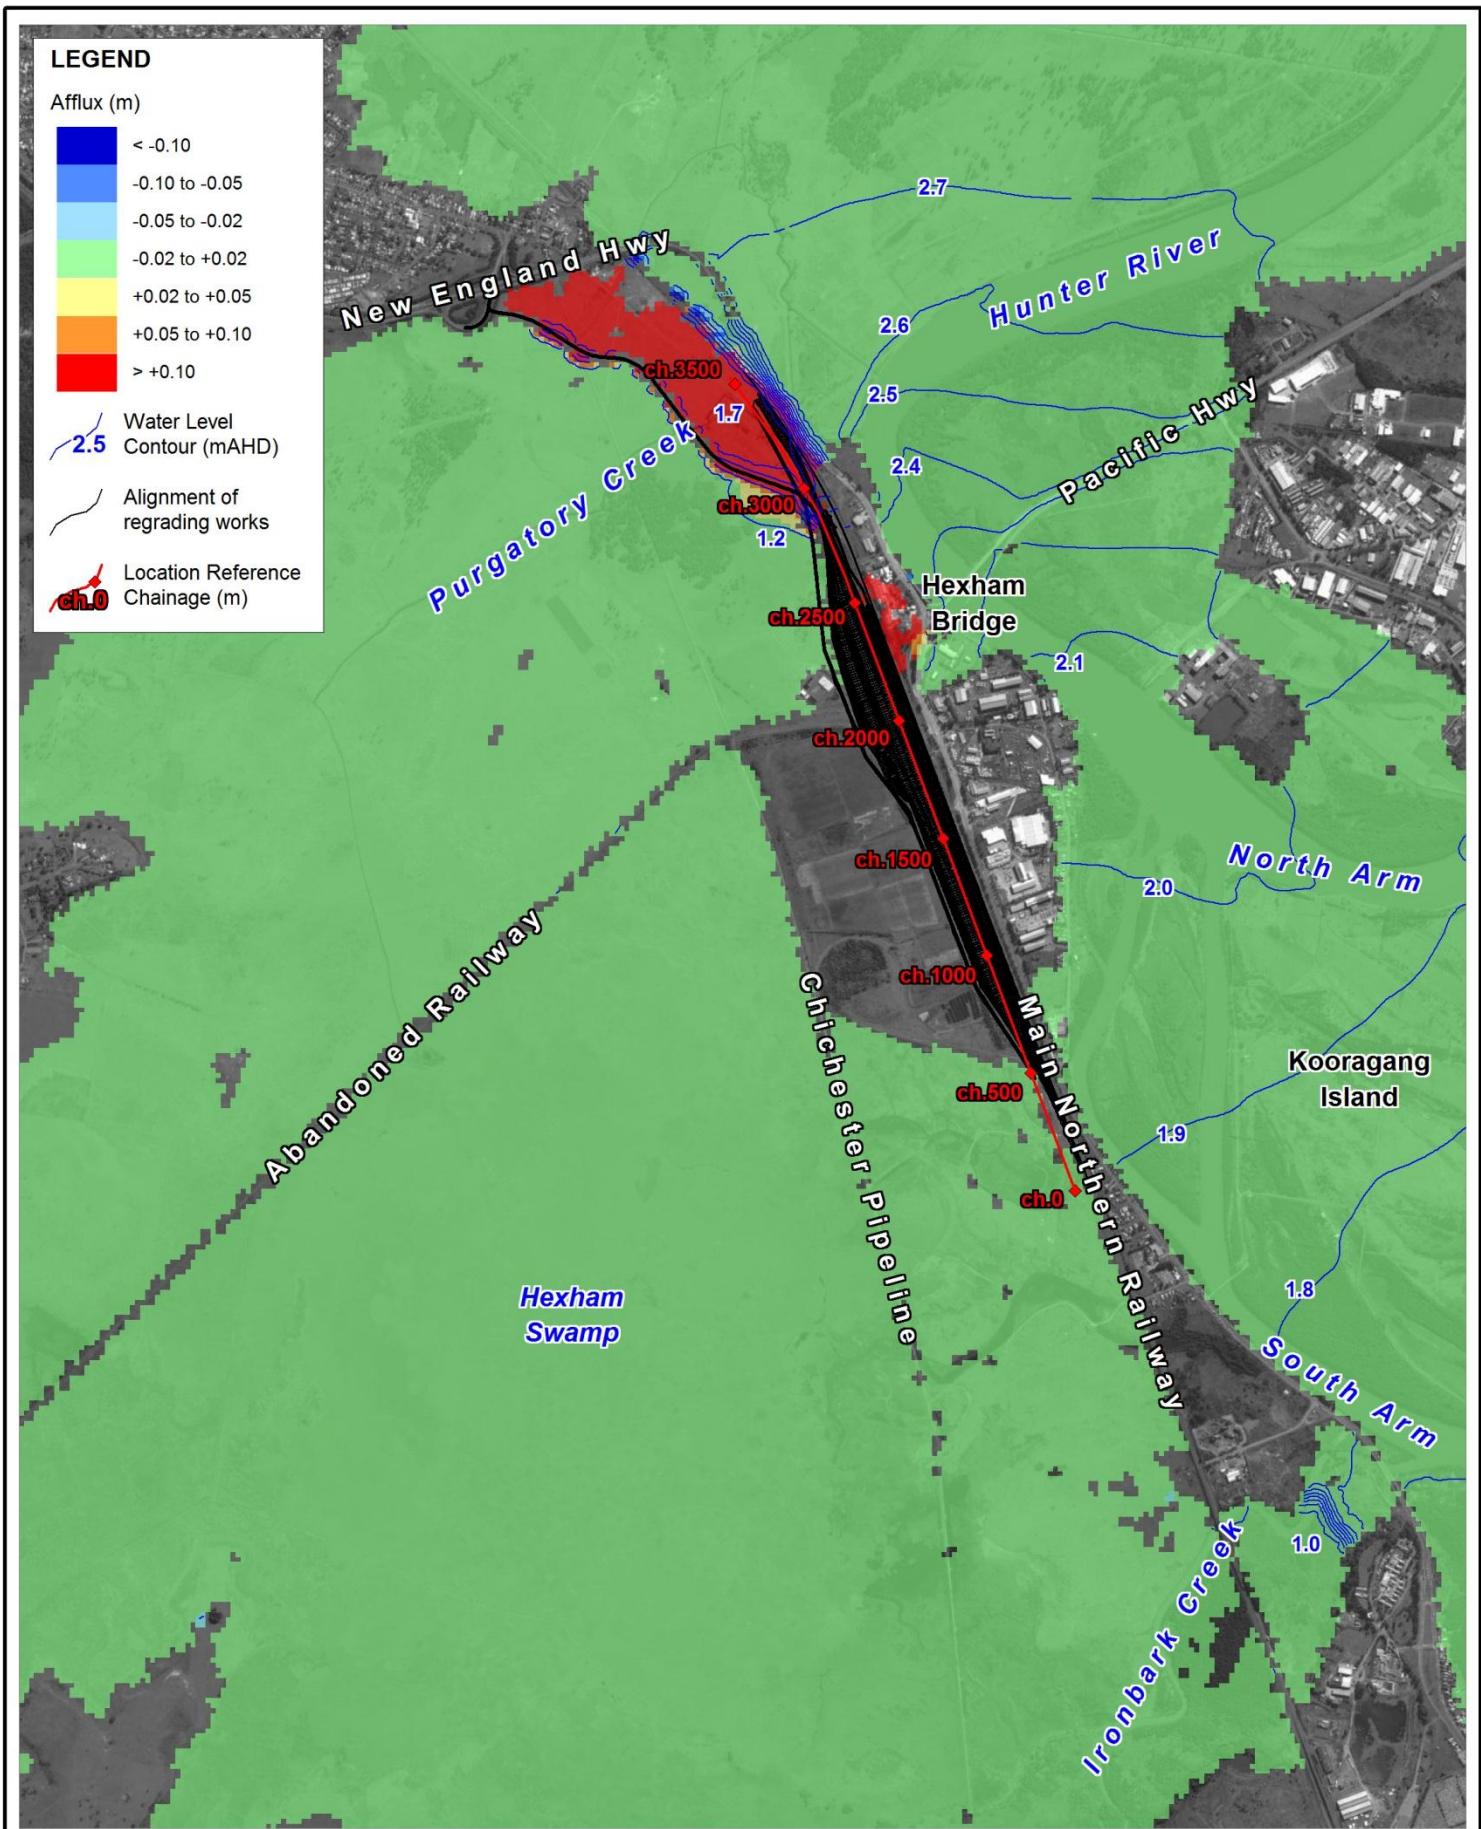 LEGEND
Afflux (m)
< -0.10
-0.10 to -0.05
-0.05 to -0.02
-0.02 to +0.02
+0.02 to +0.05
+0.05 to +0.10
> +0.10
2.5
Water Level
Contour (mAHD)
Alignment of
regrading works
ch.0
Location Reference
Chainage (m)
2.7
New England Hwy
Hunter River
2.6
ch.3500
2.5
1.7
Pacific Hwy
Purgatory Creek
2.4
ch.3000
1.2
Hexham
Bridge
ch.2500
2.1
ch.2000
ch.1500
North Arm
2.0
Abandoned Railway
ch.1000
Chichester Pipeline
Main Northern Railway
Kooragang
Island
ch.500
1.9
ch.0
1.8
Hexham
Swamp
South Arm
1.0
Ironbark Creek